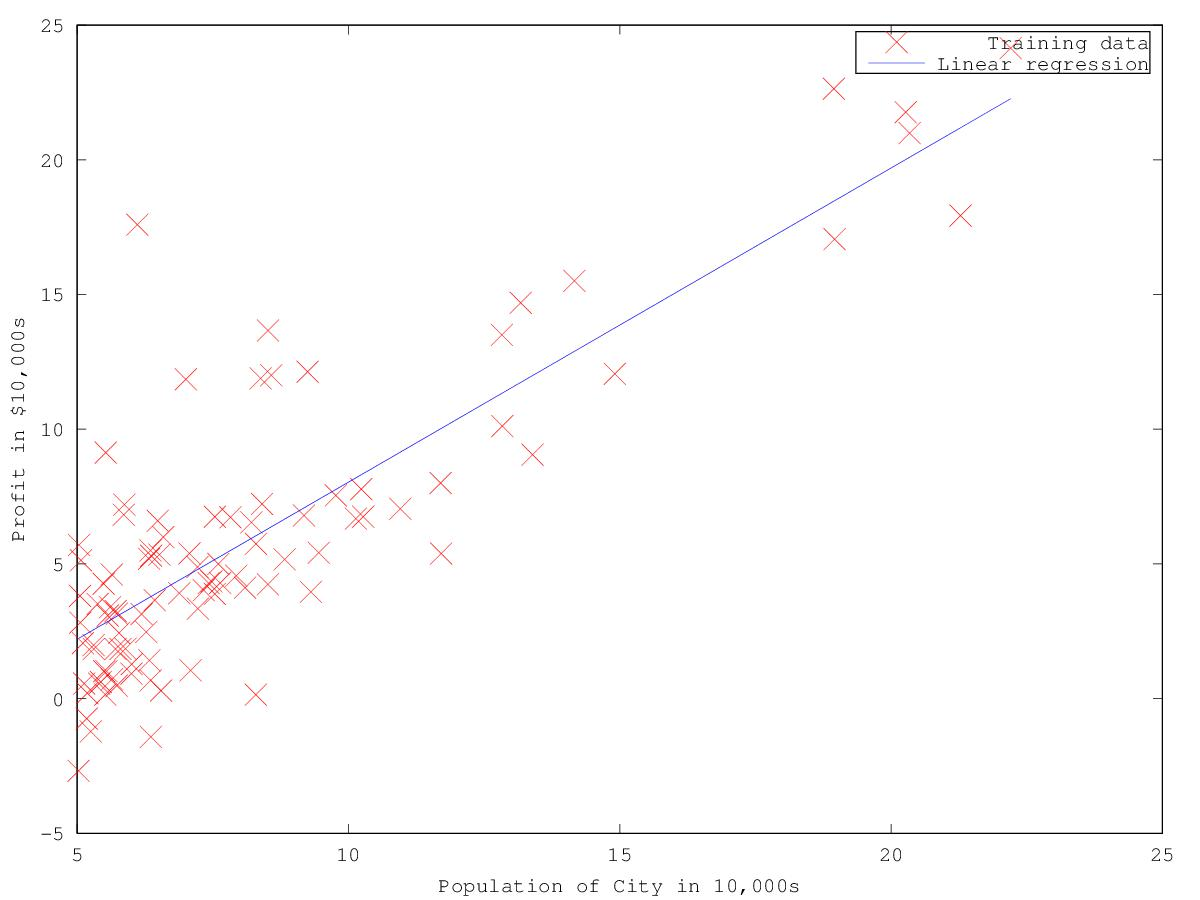 25
20
15
10
5
0
−5
5 10 15 20 25
Population of City in 10,000s
Profit in $10,000s
Training data
Linear regression